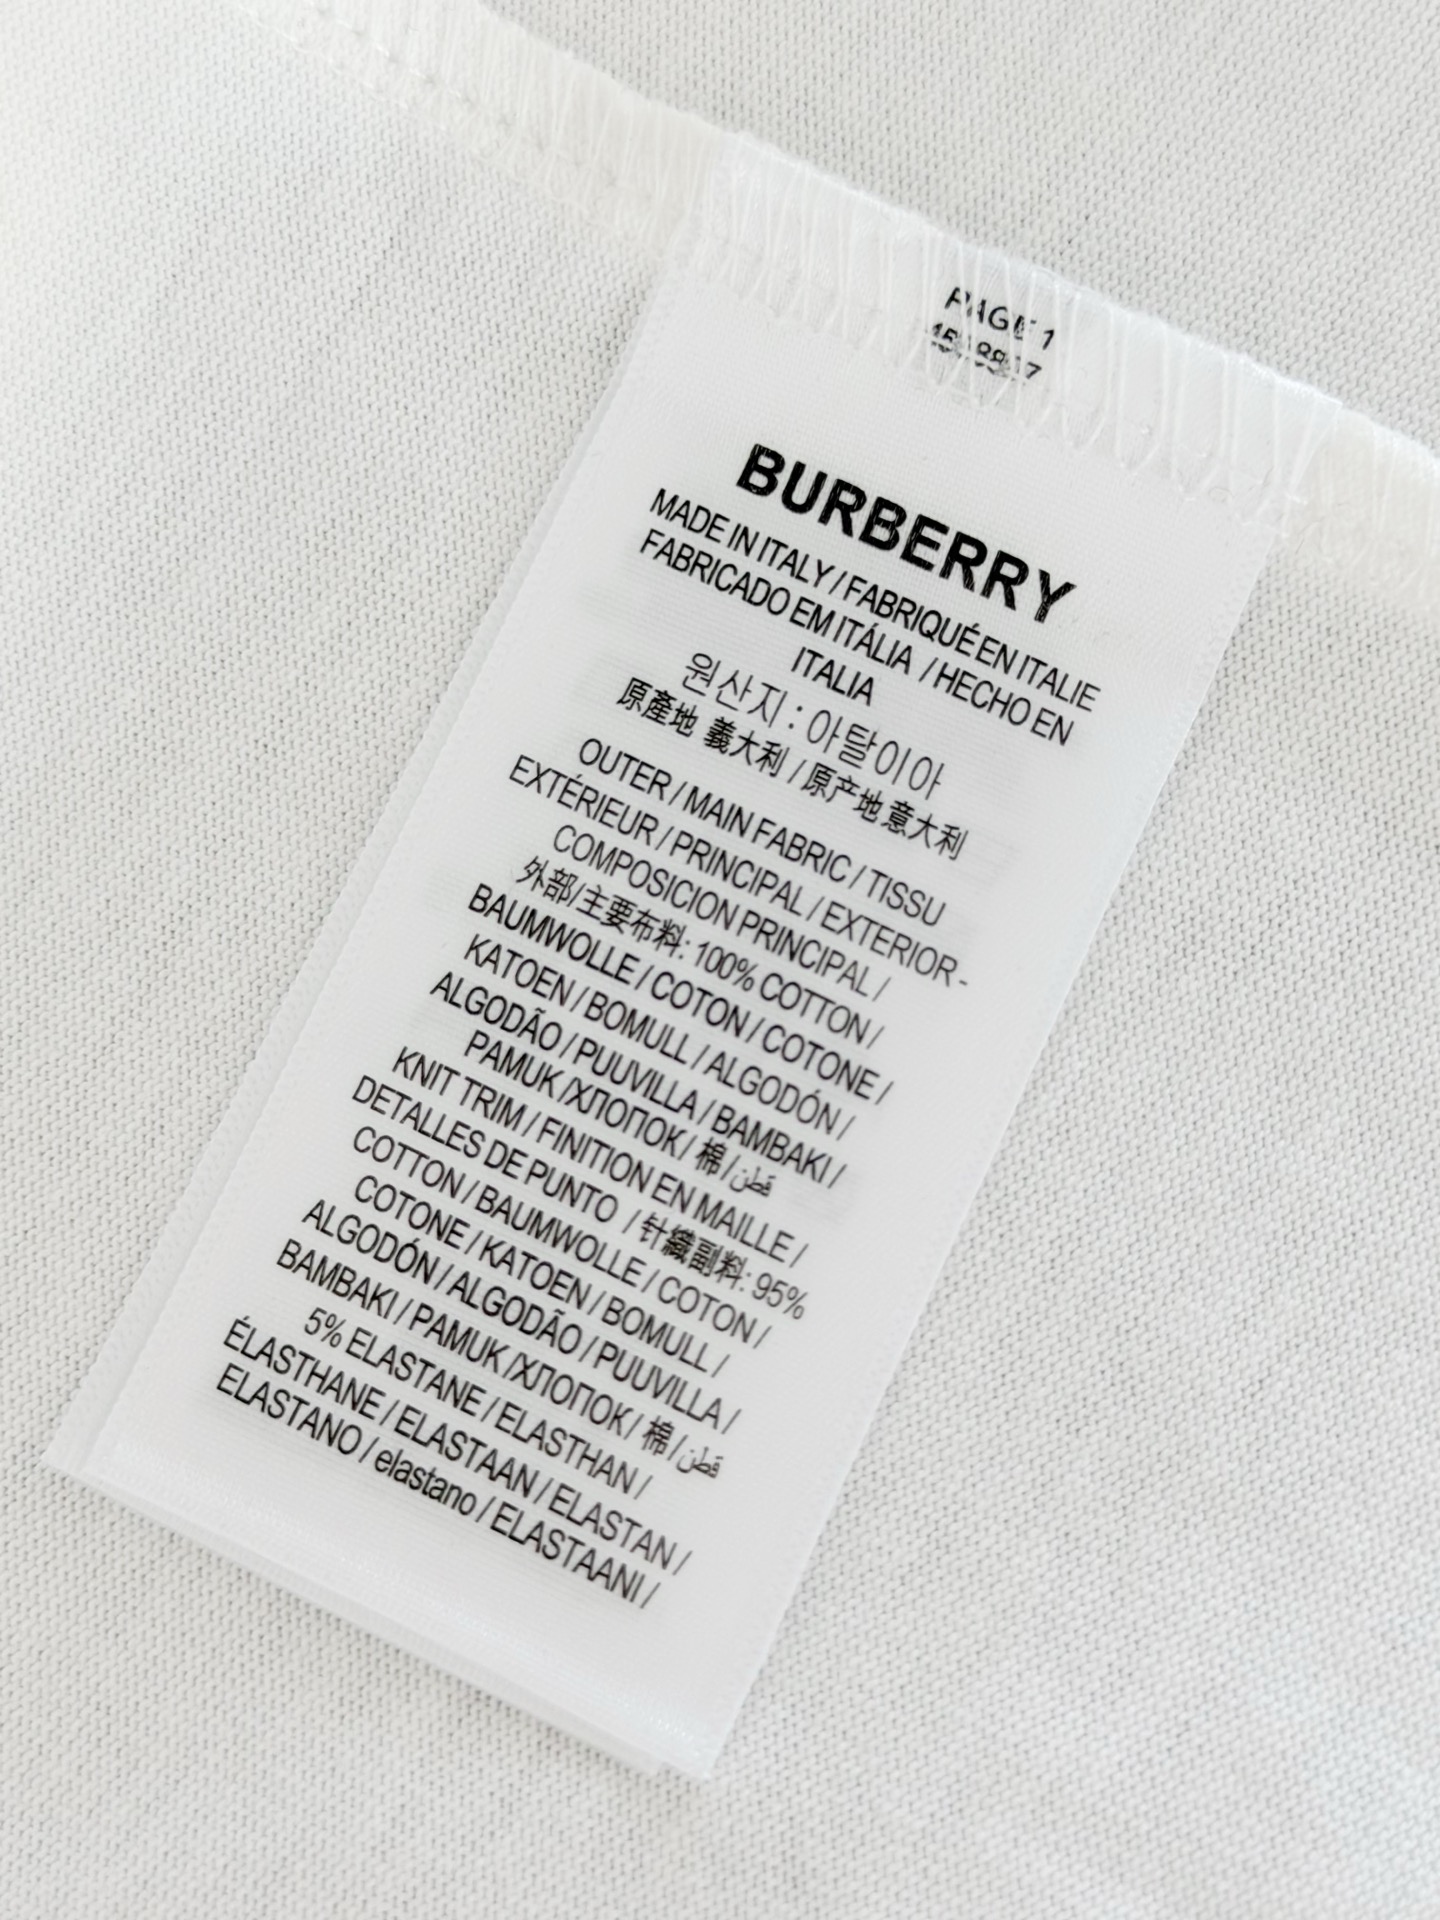 PAGE 1
BURBERRY
MADE IN ITALY / FABRIQUÉ EN ITALIE
FABRICADO EM ITÁLIA / HECHO EN
ITALIA
원산지 : 아탈이아
原產地 義大利 / 原产地 意大利
OUTER / MAIN FABRIC / TISSU
EXTÉRIEUR / PRINCIPAL / EXTERIOR -
COMPOSICION PRINCIPAL /
外部/主要布料: 100% COTTON /
BAUMWOLLE / COTON / COTONE /
KATOEN / BOMULL / ALGODÓN /
ALGODÃO / PUUVILLA / BAMBAKI /
PAMUK /ХЛОПОК/ 棉/قطن
KNIT TRIM / FINITION EN MAILLE /
DETALLES DE PUNTO / 针織副料: 95%
COTTON / BAUMWOLLE / COTON /
COTONE / KATOEN / BOMULL /
ALGODÓN / ALGODÃO / PUUVILLA /
BAMBAKI / PAMUK /ХЛОПОК/ 棉/قطن
5% ELASTANE / ELASTHAN /
ÉLASTHANE / ELASTAAN / ELASTAN /
ELASTANO / elastano / ELASTAANI /